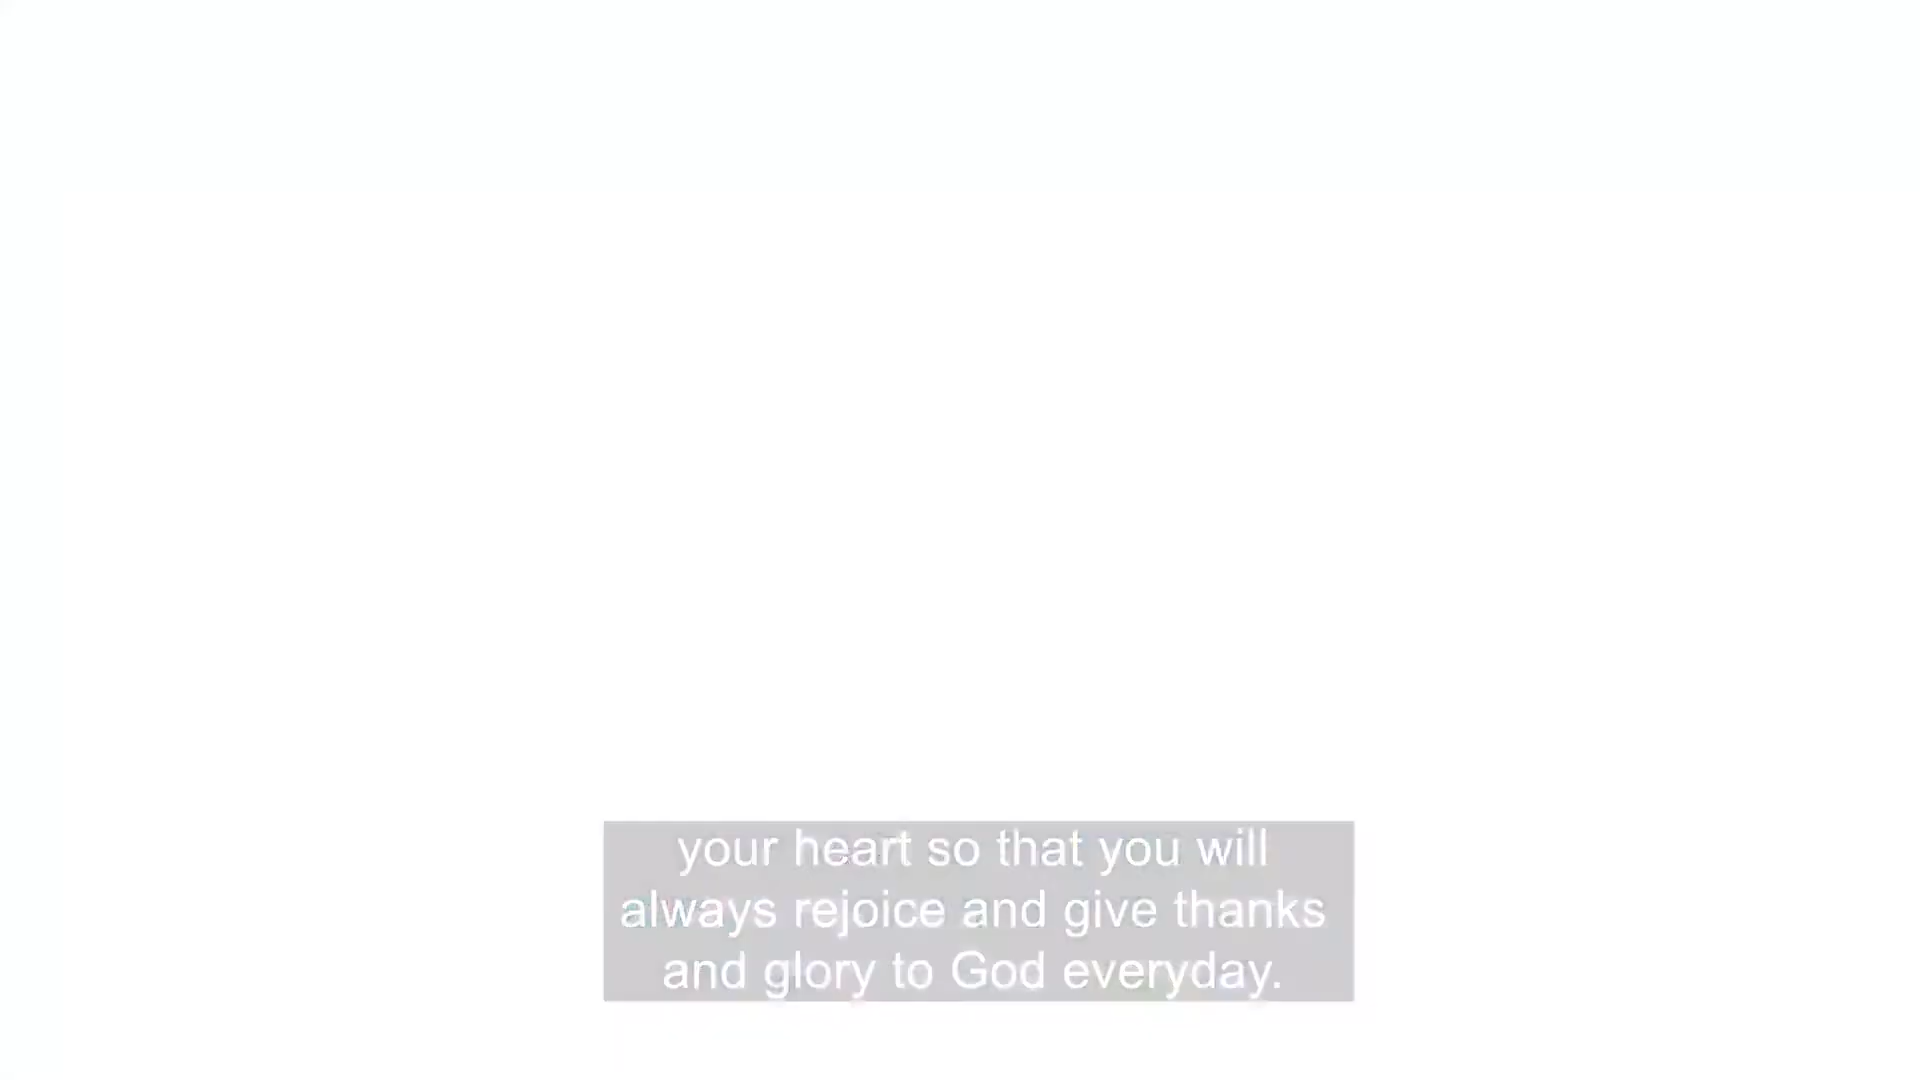 your heart so that you will
always rejoice and give thanks
and glory to God everyday.